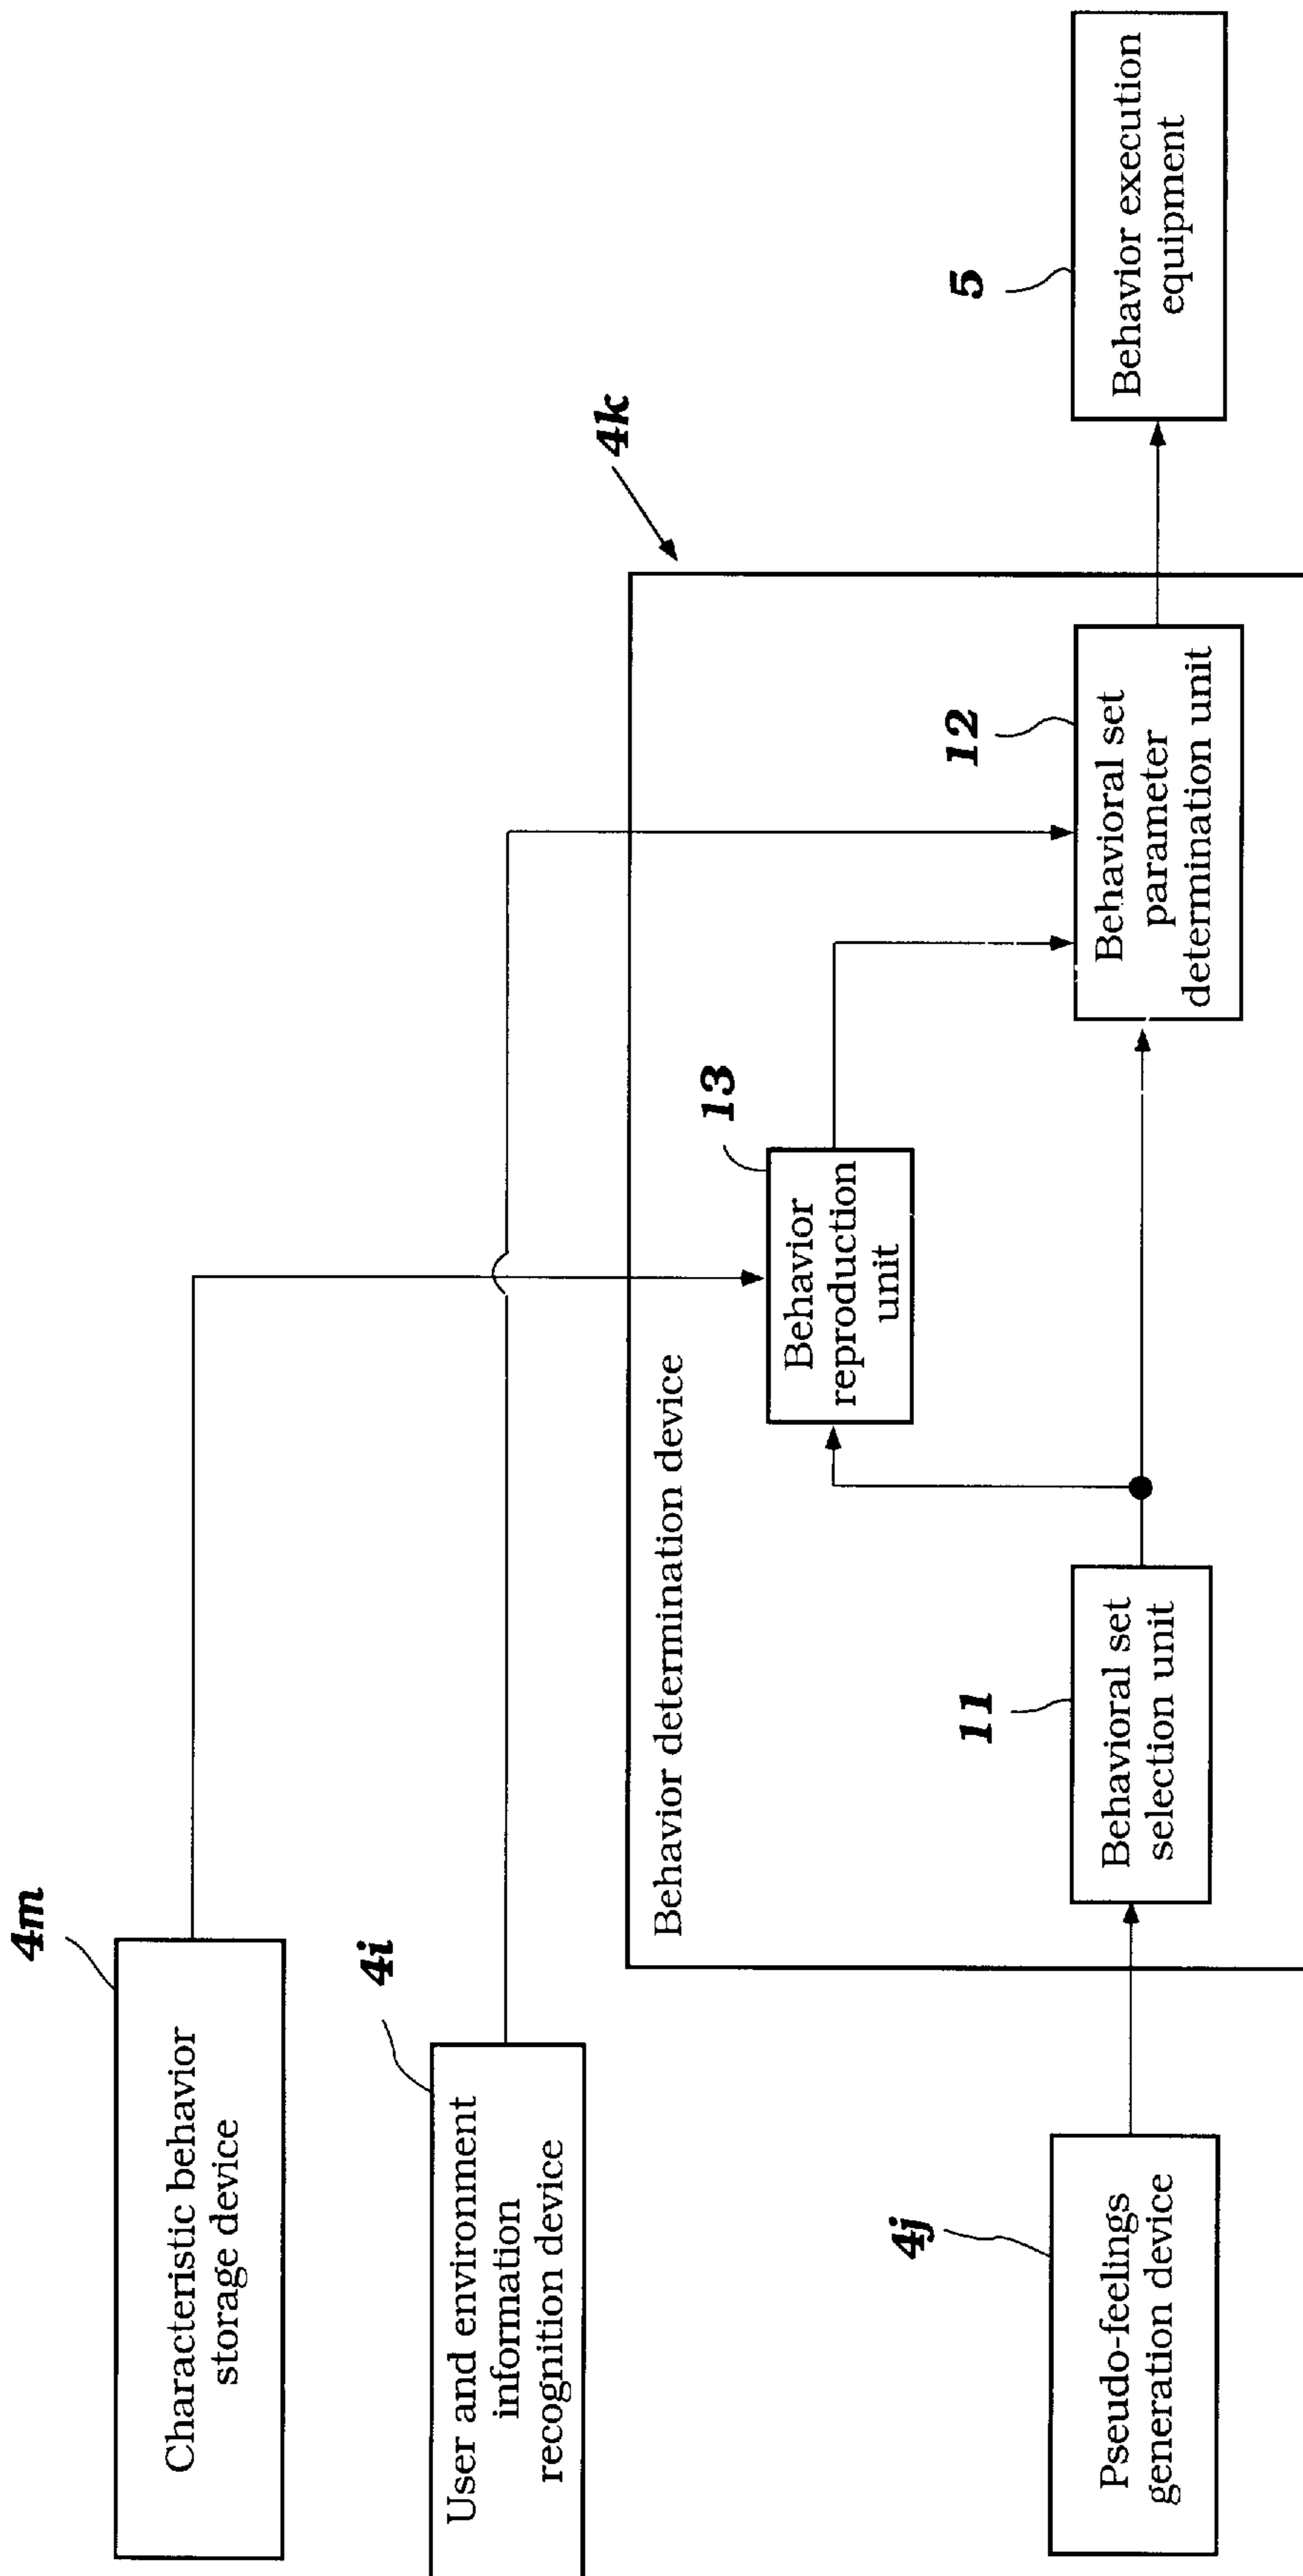 4m
Characteristic behavior
storage device
4i
User and environment
information
recognition device
4k
Behavior determination device
13
Behavior
reproduction
unit
4j
Pseudo-feelings
generation device
11
Behavioral set
selection unit
12
Behavioral set
parameter
determination unit
5
Behavior execution
equipment